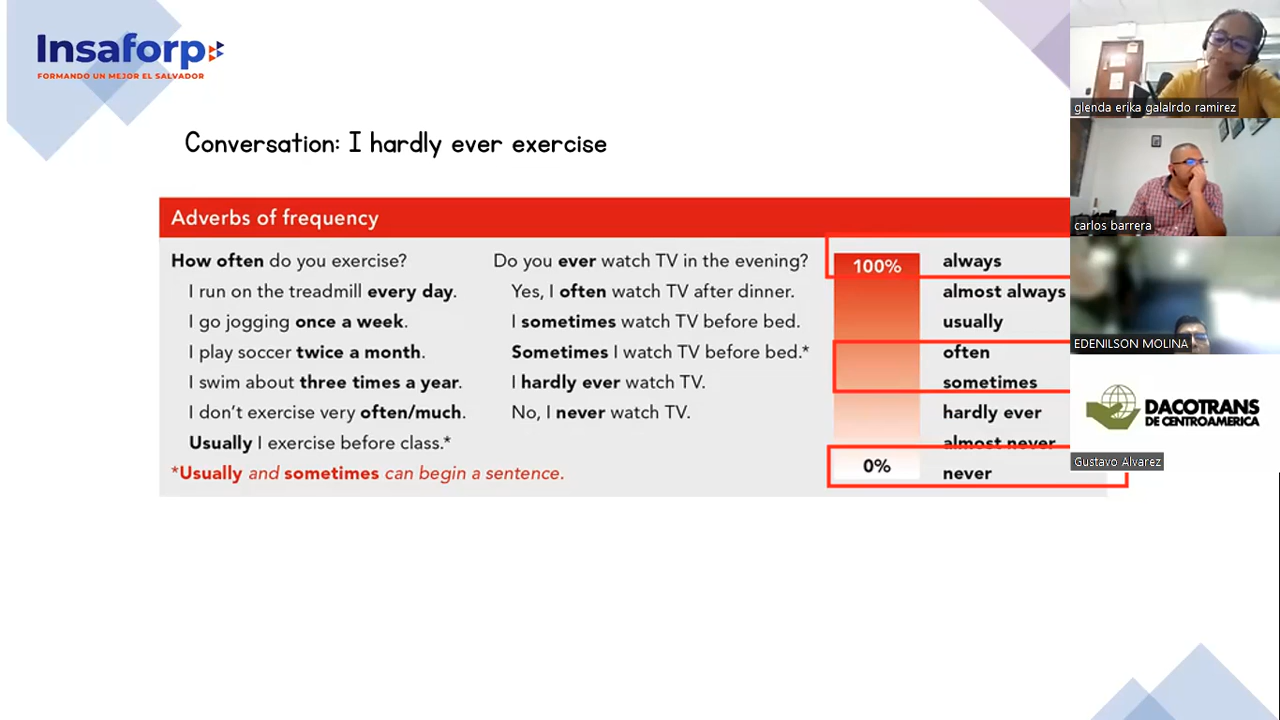 Insaforp
FORMANDO UN MEJOR EL SALVADOR
Conversation: I hardly ever exercise
Adverbs of frequency
How often do you exercise?
I run on the treadmill every day.
I go jogging once a week.
I play soccer twice a month.
I swim about three times a year.
I don't exercise very often/much.
Usually I exercise before class.*
*Usually and sometimes can begin a sentence.
Do you ever watch TV in the evening?
Yes, I often watch TV after dinner.
I sometimes watch TV before bed.
Sometimes I watch TV before bed.*
I hardly ever watch TV.
No, I never watch TV.
100%
0%
always
almost always
usually
often
sometimes
hardly ever
almost never
never
glenda erika galalrdo ramirez
carlos barrera
EDENILSON MOLINA
DACOTRANS
DE CENTROAMERICA
Gustavo Alvarez